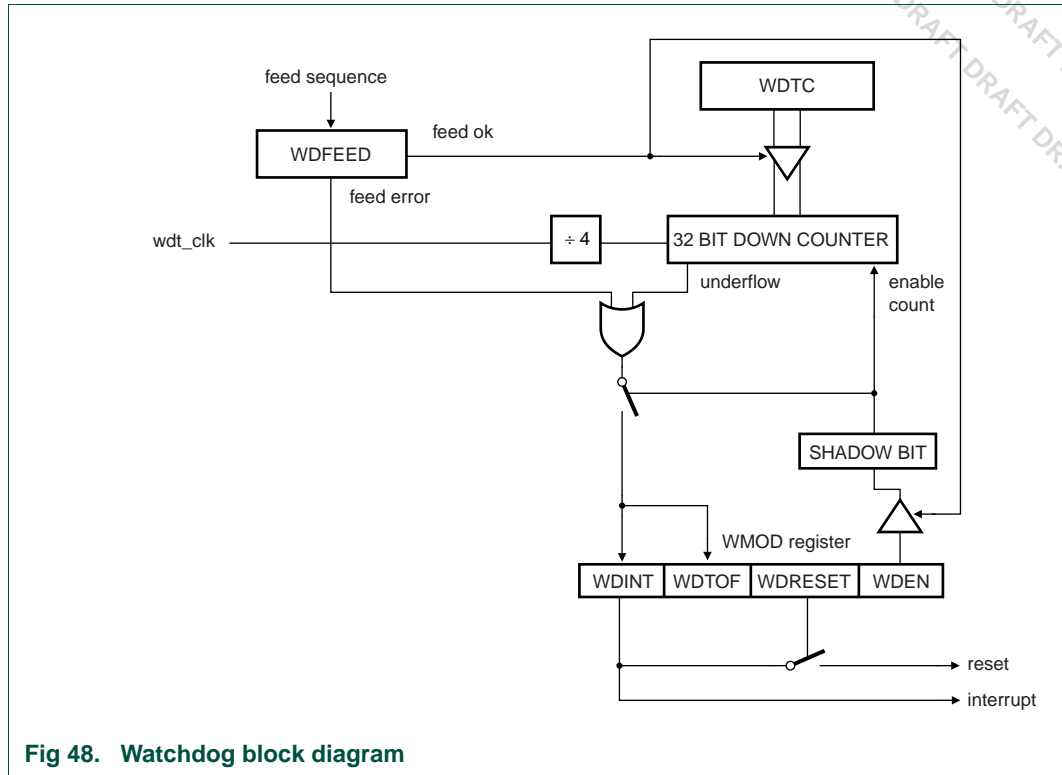 DRAFT DRAFT DRAFT
DRAFT
feed sequence
WDTC
feed ok
WDFEED
feed error
wdt_clk
÷ 4
32 BIT DOWN COUNTER
underflow
enable
count
SHADOW BIT
WMOD register
WDINT
WDTOF
WDRESET
WDEN
reset
interrupt
Fig 48. Watchdog block diagram